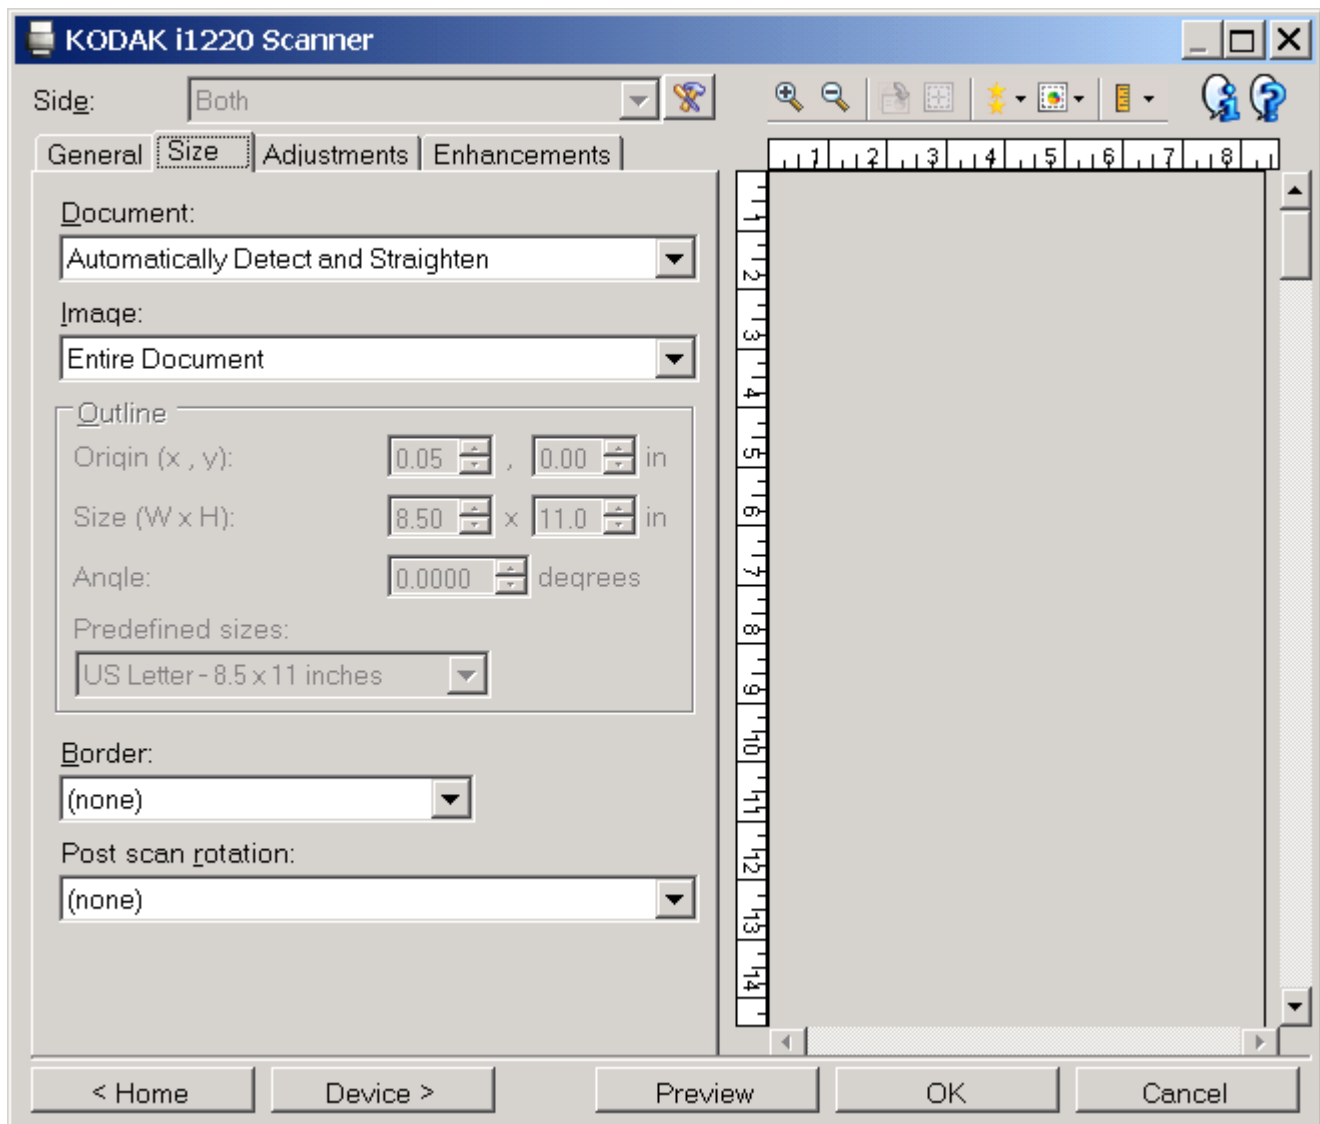 KODAK i1220 Scanner
Side: Both
General Size Adjustments Enhancements
1 2 3 4 5 6 7 8
Document:
Automatically Detect and Straighten
Image:
Entire Document
Outline
Origin (x , y): 0.05 , 0.00 in
Size (W x H): 8.50 x 11.0 in
Angle: 0.0000 degrees
Predefined sizes:
US Letter - 8.5 x 11 inches
Border:
(none)
Post scan rotation:
(none)
1
2
3
4
5
6
7
8
9
10
11
12
13
14
< Home Device > Preview OK Cancel